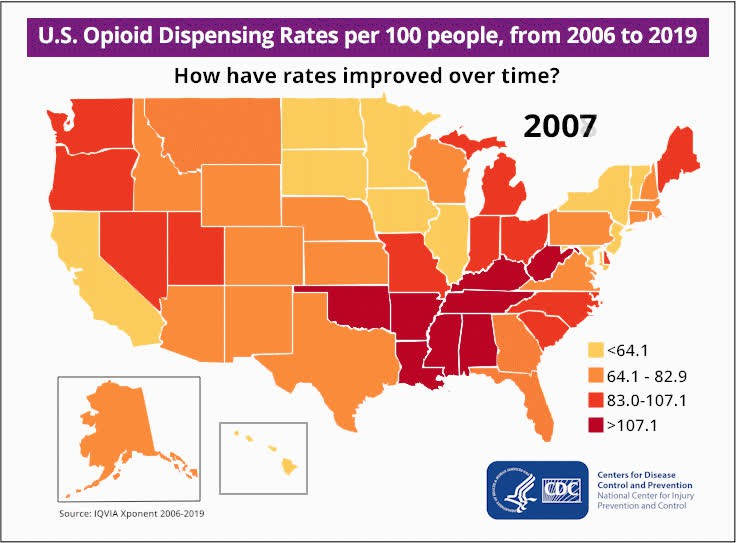 U.S. Opioid Dispensing Rates per 100 people, from 2006 to 2019
How have rates improved over time?
2007
<64.1
64.1 - 82.9
83.0-107.1
>107.1
CDC
Centers for Disease
Control and Prevention
National Center for Injury
Prevention and Control
Source: IQVIA Xponent 2006-2019